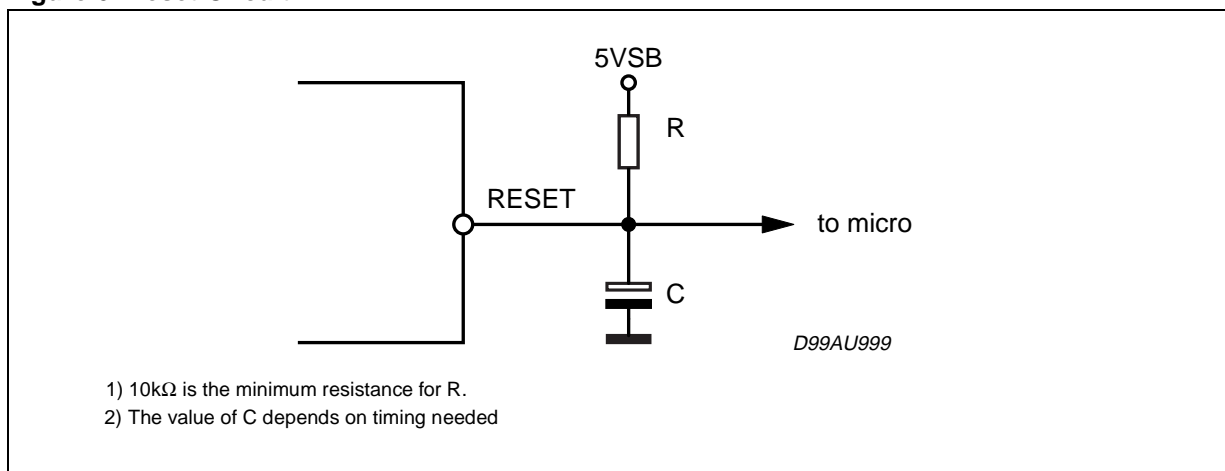 5VSB
R
RESET
to micro
C
D99AU999
1) 10kΩ is the minimum resistance for R.
2) The value of C depends on timing needed